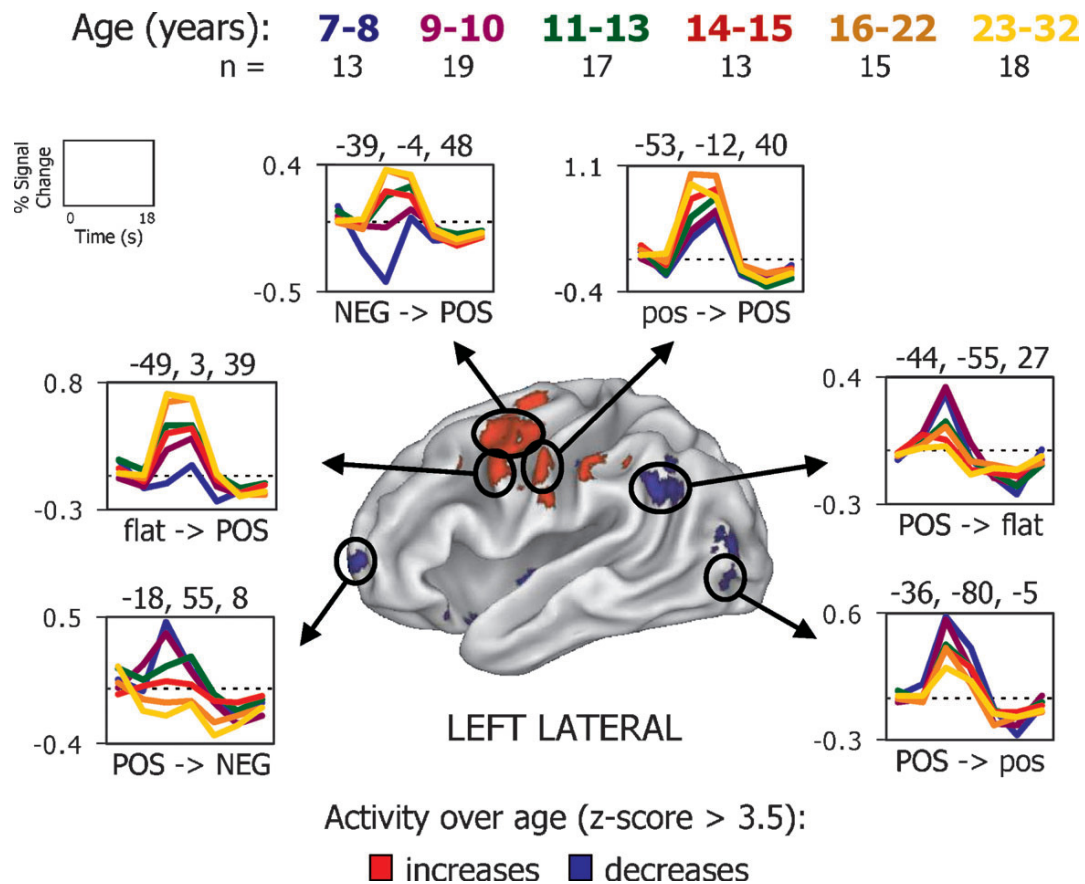 Age (years): 7-8 9-10 11-13 14-15 16-22 23-32
n = 13 19 17 13 15 18
% Signal Change
0 18
Time (s)
-39, -4, 48
0.4
-0.5
NEG -> POS
-53, -12, 40
1.1
-0.4
pos -> POS
-49, 3, 39
0.8
-0.3
flat -> POS
-44, -55, 27
0.4
-0.3
POS -> flat
-18, 55, 8
0.5
-0.4
POS -> NEG
-36, -80, -5
0.6
-0.3
POS -> pos
LEFT LATERAL
Activity over age (z-score > 3.5):
increases decreases